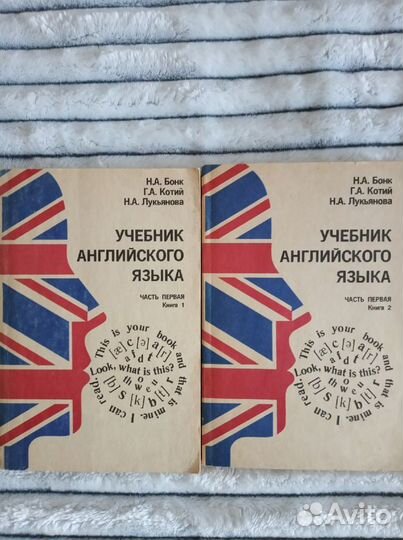 Н.А. Бонк
Г.А. Котий
Н.А. Лукьянова
УЧЕБНИК
АНГЛИЙСКОГО
ЯЗЫКА
ЧАСТЬ ПЕРВАЯ
Книга 1
This is your book and that is mine. I can read.
[æ] [ə] a [r]
a f d t
Look, what is this?
o
th w e u
[b] S [k] b [t] r
Н.А. Бонк
Г.А. Котий
Н.А. Лукьянова
УЧЕБНИК
АНГЛИЙСКОГО
ЯЗЫКА
ЧАСТЬ ПЕРВАЯ
Книга 2
This is your book and that is mine. I can read.
[æ] [ə] a [r]
a f d t
Look, what is this?
o
th w e u
[b] S [k] b [t] r
Avito